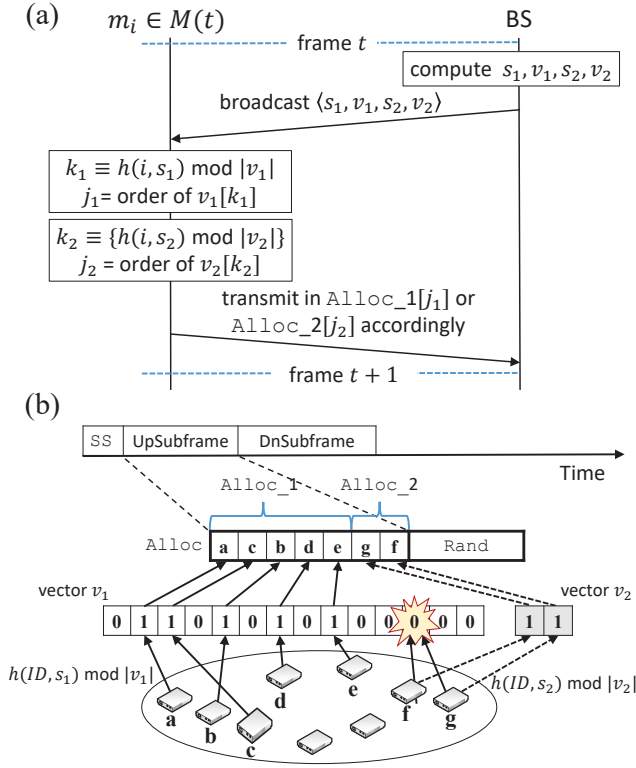 (a)
m_i ∈ M(t)
BS
frame t
compute s_1, v_1, s_2, v_2
broadcast ⟨s_1, v_1, s_2, v_2⟩
k_1 ≡ h(i, s_1) mod |v_1|
j_1= order of v_1[k_1]
k_2 ≡ {h(i, s_2) mod |v_2|}
j_2 = order of v_2[k_2]
transmit in Alloc_1[j_1] or
Alloc_2[j_2] accordingly
frame t + 1
(b)
SS UpSubframe DnSubframe
Time
Alloc_1 Alloc_2
Alloc a c b d e g f Rand
vector v_1 vector v_2
0 1 1 0 1 0 1 0 1 0 0 0 0 0 1 1
h(ID, s_1) mod |v_1| h(ID, s_2) mod |v_2|
a b c d e f g